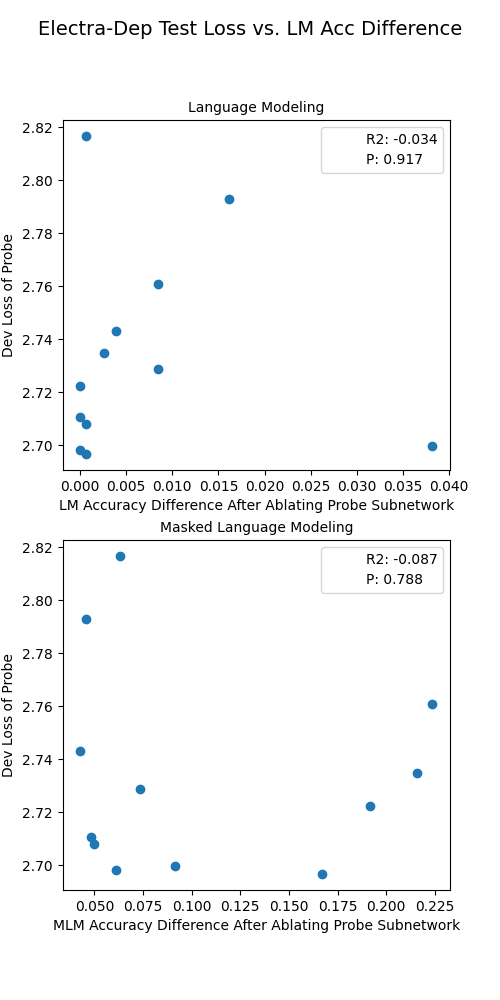 Electra-Dep Test Loss vs. LM Acc Difference
Language Modeling
R2: -0.034
P: 0.917
2.82
2.80
2.78
2.76
2.74
2.72
2.70
Dev Loss of Probe
0.000 0.005 0.010 0.015 0.020 0.025 0.030 0.035 0.040
LM Accuracy Difference After Ablating Probe Subnetwork
Masked Language Modeling
R2: -0.087
P: 0.788
2.82
2.80
2.78
2.76
2.74
2.72
2.70
Dev Loss of Probe
0.050 0.075 0.100 0.125 0.150 0.175 0.200 0.225
MLM Accuracy Difference After Ablating Probe Subnetwork